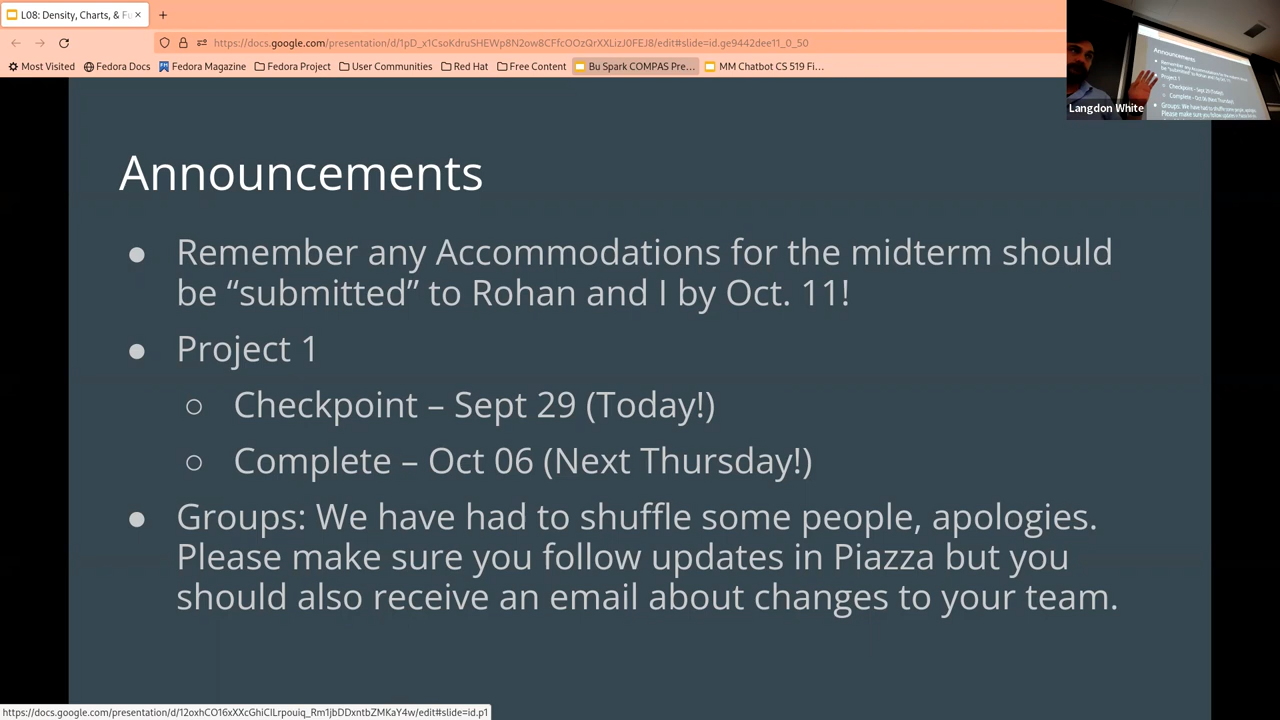 L08: Density, Charts, & Fu
https://docs.google.com/presentation/d/1pD_x1CsoKdruSHEWp8N2ow8CFfcOOzQrXXLizJ0FEJ8/edit#slide=id.ge9442dee11_0_50
Most Visited Fedora Docs Fedora Magazine Fedora Project User Communities Red Hat Free Content Bu Spark COMPAS Pre... MM Chatbot CS 519 Fi...
Langdon White
Announcements
● Remember any Accommodations for the midterm should
be “submitted” to Rohan and I by Oct. 11!
● Project 1
○ Checkpoint – Sept 29 (Today!)
○ Complete – Oct 06 (Next Thursday!)
● Groups: We have had to shuffle some people, apologies.
Please make sure you follow updates in Piazza but you
should also receive an email about changes to your team.
https://docs.google.com/presentation/d/12oxhCO16xXXcGhiCILrpouiq_Rm1jbDDxntbZMKaY4w/edit#slide=id.p1